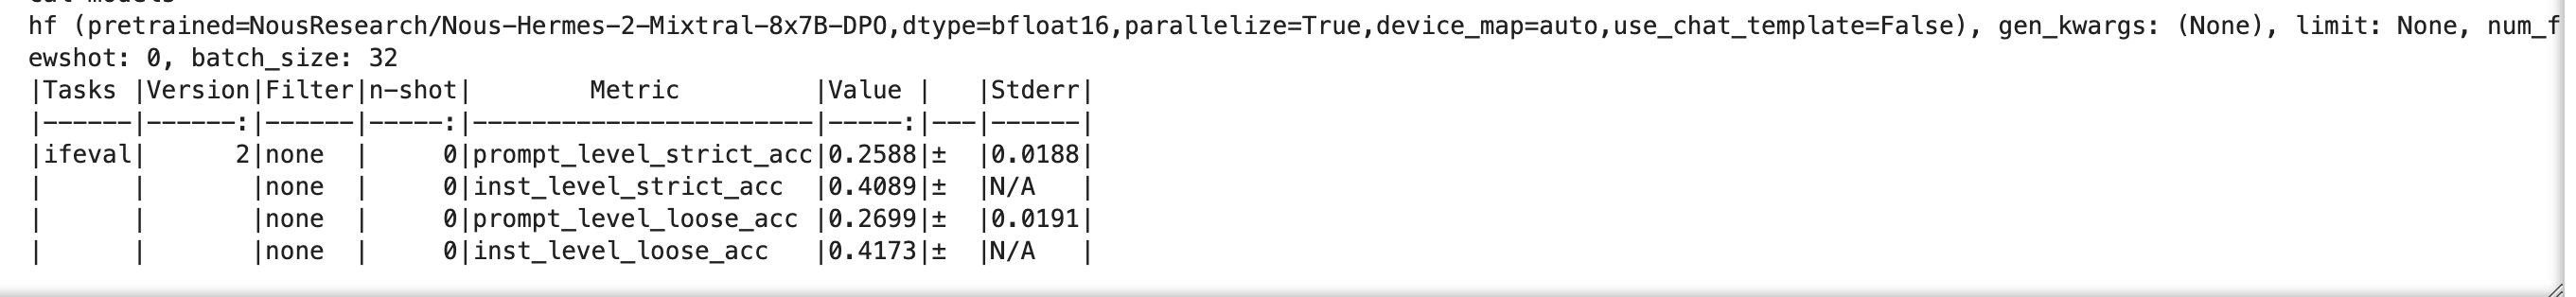 hf (pretrained=NousResearch/Nous-Hermes-2-Mixtral-8x7B-DPO,dtype=bfloat16,parallelize=True,device_map=auto,use_chat_template=False), gen_kwargs: (None), limit: None, num_f
ewshot: 0, batch_size: 32
|Tasks |Version|Filter|n-shot|        Metric         |Value |   |Stderr|
|------|------:|------|-----:|-----------------------|-----:|---|------|
|ifeval|      2|none  |     0|prompt_level_strict_acc|0.2588|±  |0.0188|
|      |       |none  |     0|inst_level_strict_acc  |0.4089|±  |N/A   |
|      |       |none  |     0|prompt_level_loose_acc |0.2699|±  |0.0191|
|      |       |none  |     0|inst_level_loose_acc   |0.4173|±  |N/A   |